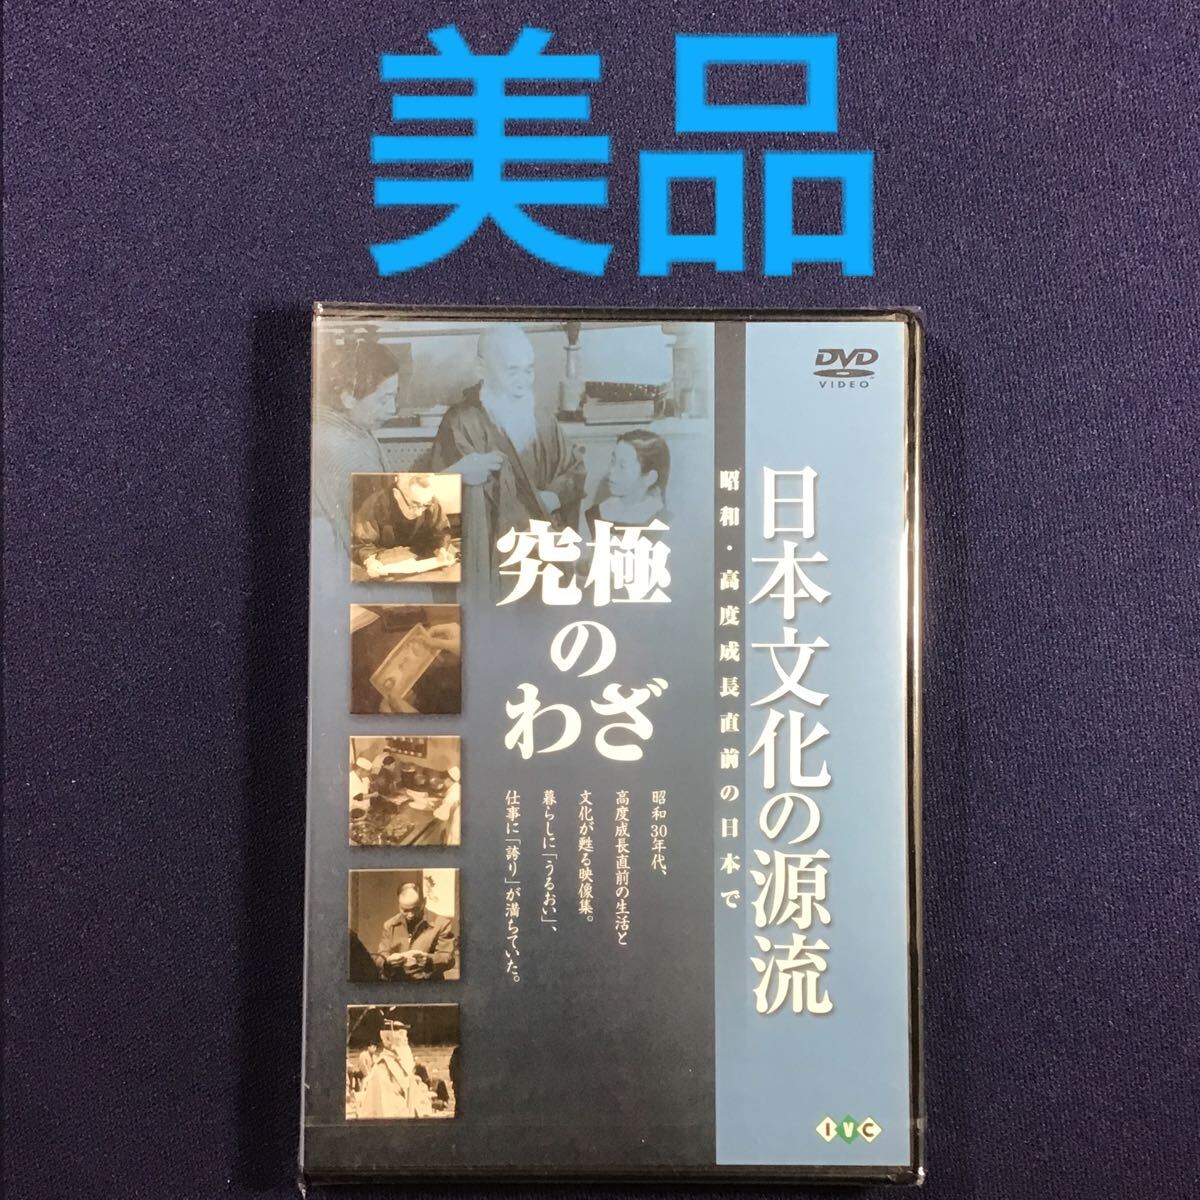 美品
DVD
VIDEO
日本文化の源流
昭和・高度成長直前の日本で
究極
の
わざ
昭和30年代、
高度成長直前の生活と
文化が甦る映像集。
暮らしに「うるおい」、
仕事に「誇り」が満ちていた。
IVC